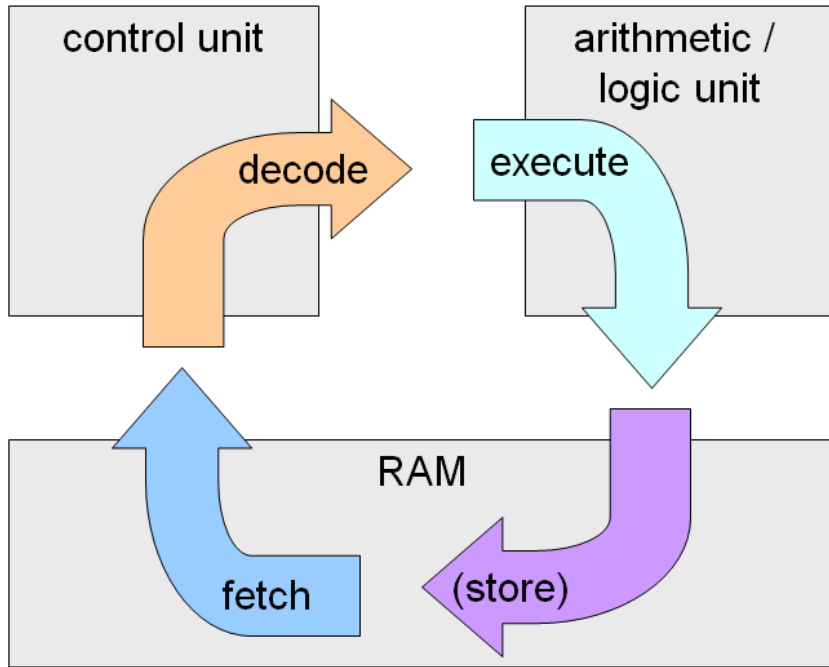 control unit
arithmetic /
logic unit
decode
execute
RAM
fetch
(store)